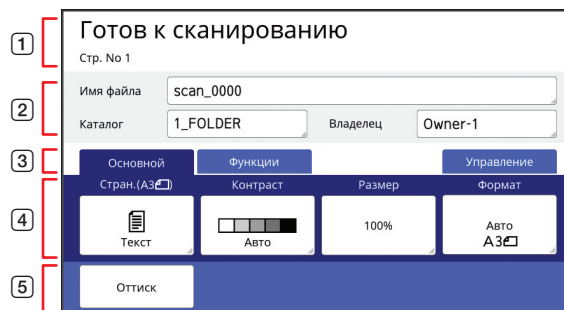 1
Готов к сканированию
Стр. No 1
2
Имя файла scan_0000
Каталог 1_FOLDER Владелец Owner-1
3
Основной Функции Управление
4
Стран.(A3) Контраст Размер Формат
Текст Авто 100% Авто
A3
5
Оттиск